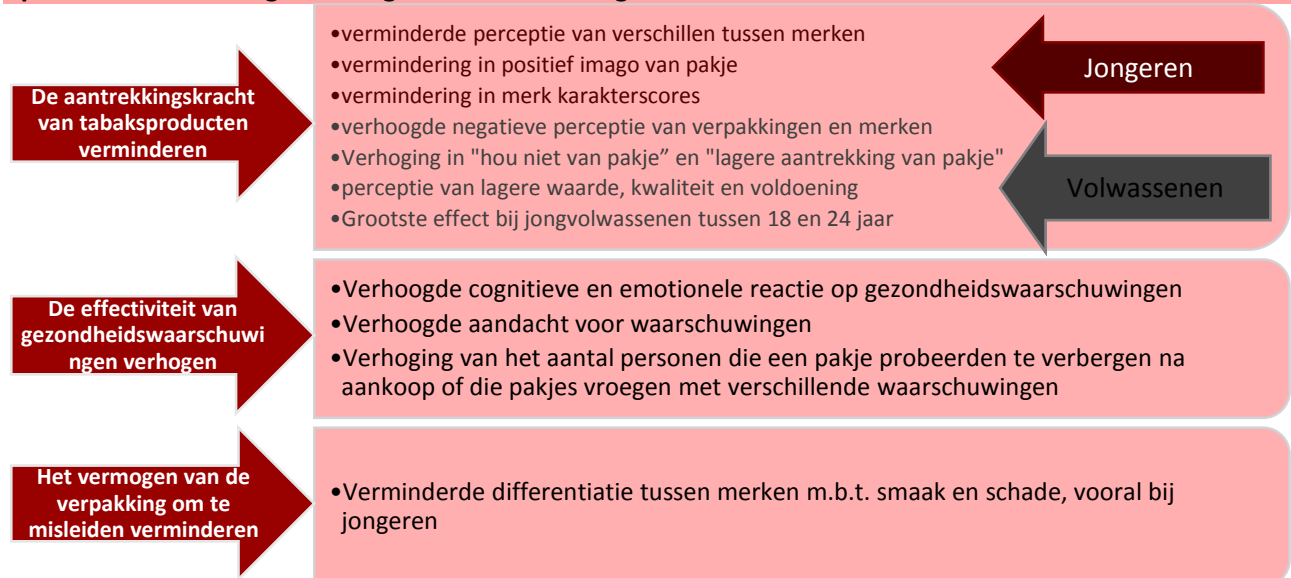 De aantrekkingskracht
van tabaksproducten
verminderen
•verminderde perceptie van verschillen tussen merken
•vermindering in positief imago van pakje
•vermindering in merk karakterscores
•verhoogde negatieve perceptie van verpakkingen en merken
•Verhoging in "hou niet van pakje” en "lagere aantrekking van pakje"
•perceptie van lagere waarde, kwaliteit en voldoening
•Grootste effect bij jongvolwassenen tussen 18 en 24 jaar
Jongeren
Volwassenen
De effectiviteit van
gezondheidswaarschuwi
ngen verhogen
•Verhoogde cognitieve en emotionele reactie op gezondheidswaarschuwingen
•Verhoogde aandacht voor waarschuwingen
•Verhoging van het aantal personen die een pakje probeerden te verbergen na
aankoop of die pakjes vroegen met verschillende waarschuwingen
Het vermogen van de
verpakking om te
misleiden verminderen
•Verminderde differentiatie tussen merken m.b.t. smaak en schade, vooral bij
jongeren